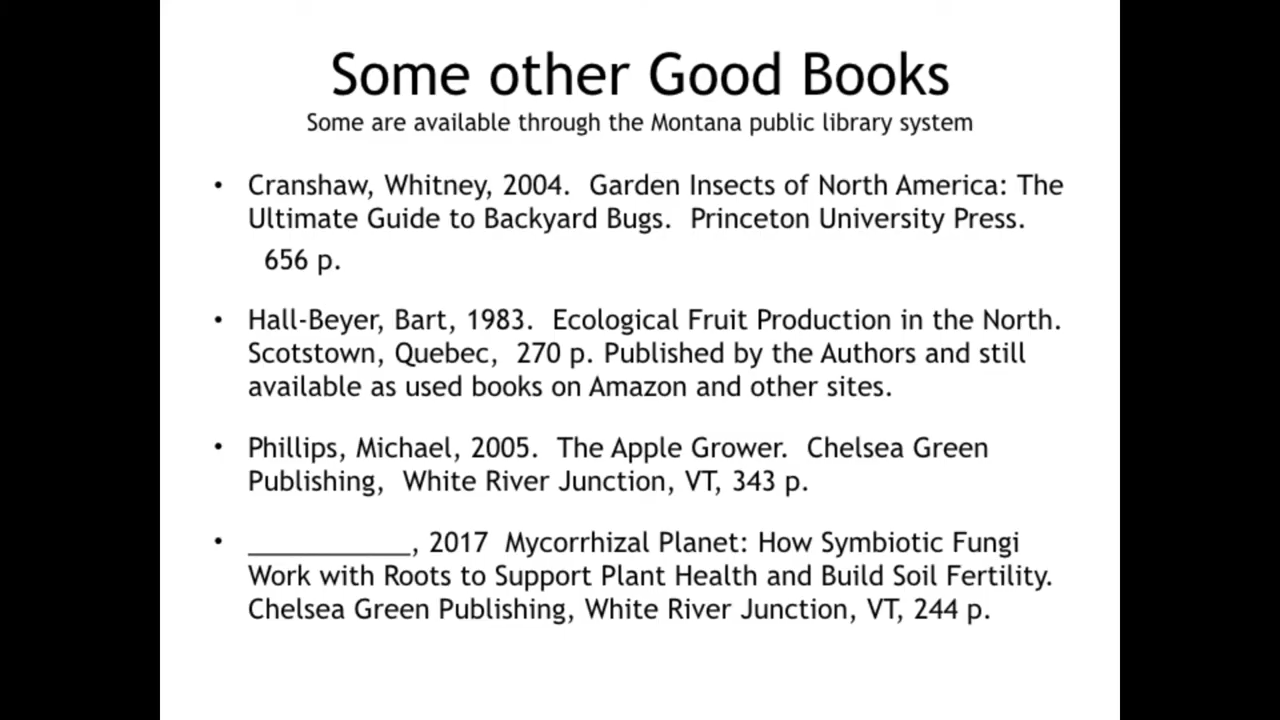 Some other Good Books
Some are available through the Montana public library system
• Cranshaw, Whitney, 2004.  Garden Insects of North America: The
Ultimate Guide to Backyard Bugs.  Princeton University Press.
656 p.
• Hall-Beyer, Bart, 1983.  Ecological Fruit Production in the North.
Scotstown, Quebec,  270 p. Published by the Authors and still
available as used books on Amazon and other sites.
• Phillips, Michael, 2005.  The Apple Grower.  Chelsea Green
Publishing,  White River Junction, VT, 343 p.
• ____________, 2017  Mycorrhizal Planet: How Symbiotic Fungi
Work with Roots to Support Plant Health and Build Soil Fertility.
Chelsea Green Publishing, White River Junction, VT, 244 p.